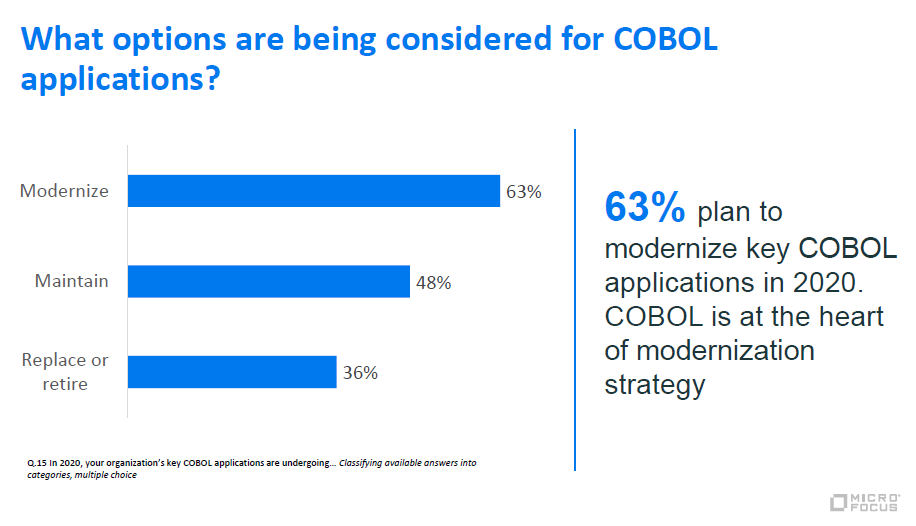 What options are being considered for COBOL
applications?
Modernize
63%
Maintain
48%
Replace or
retire
36%
63% plan to
modernize key COBOL
applications in 2020.
COBOL is at the heart
of modernization
strategy
Q.15 In 2020, your organization's key COBOL applications are undergoing... Classifying available answers into
categories, multiple choice
MICRO
FOCUS